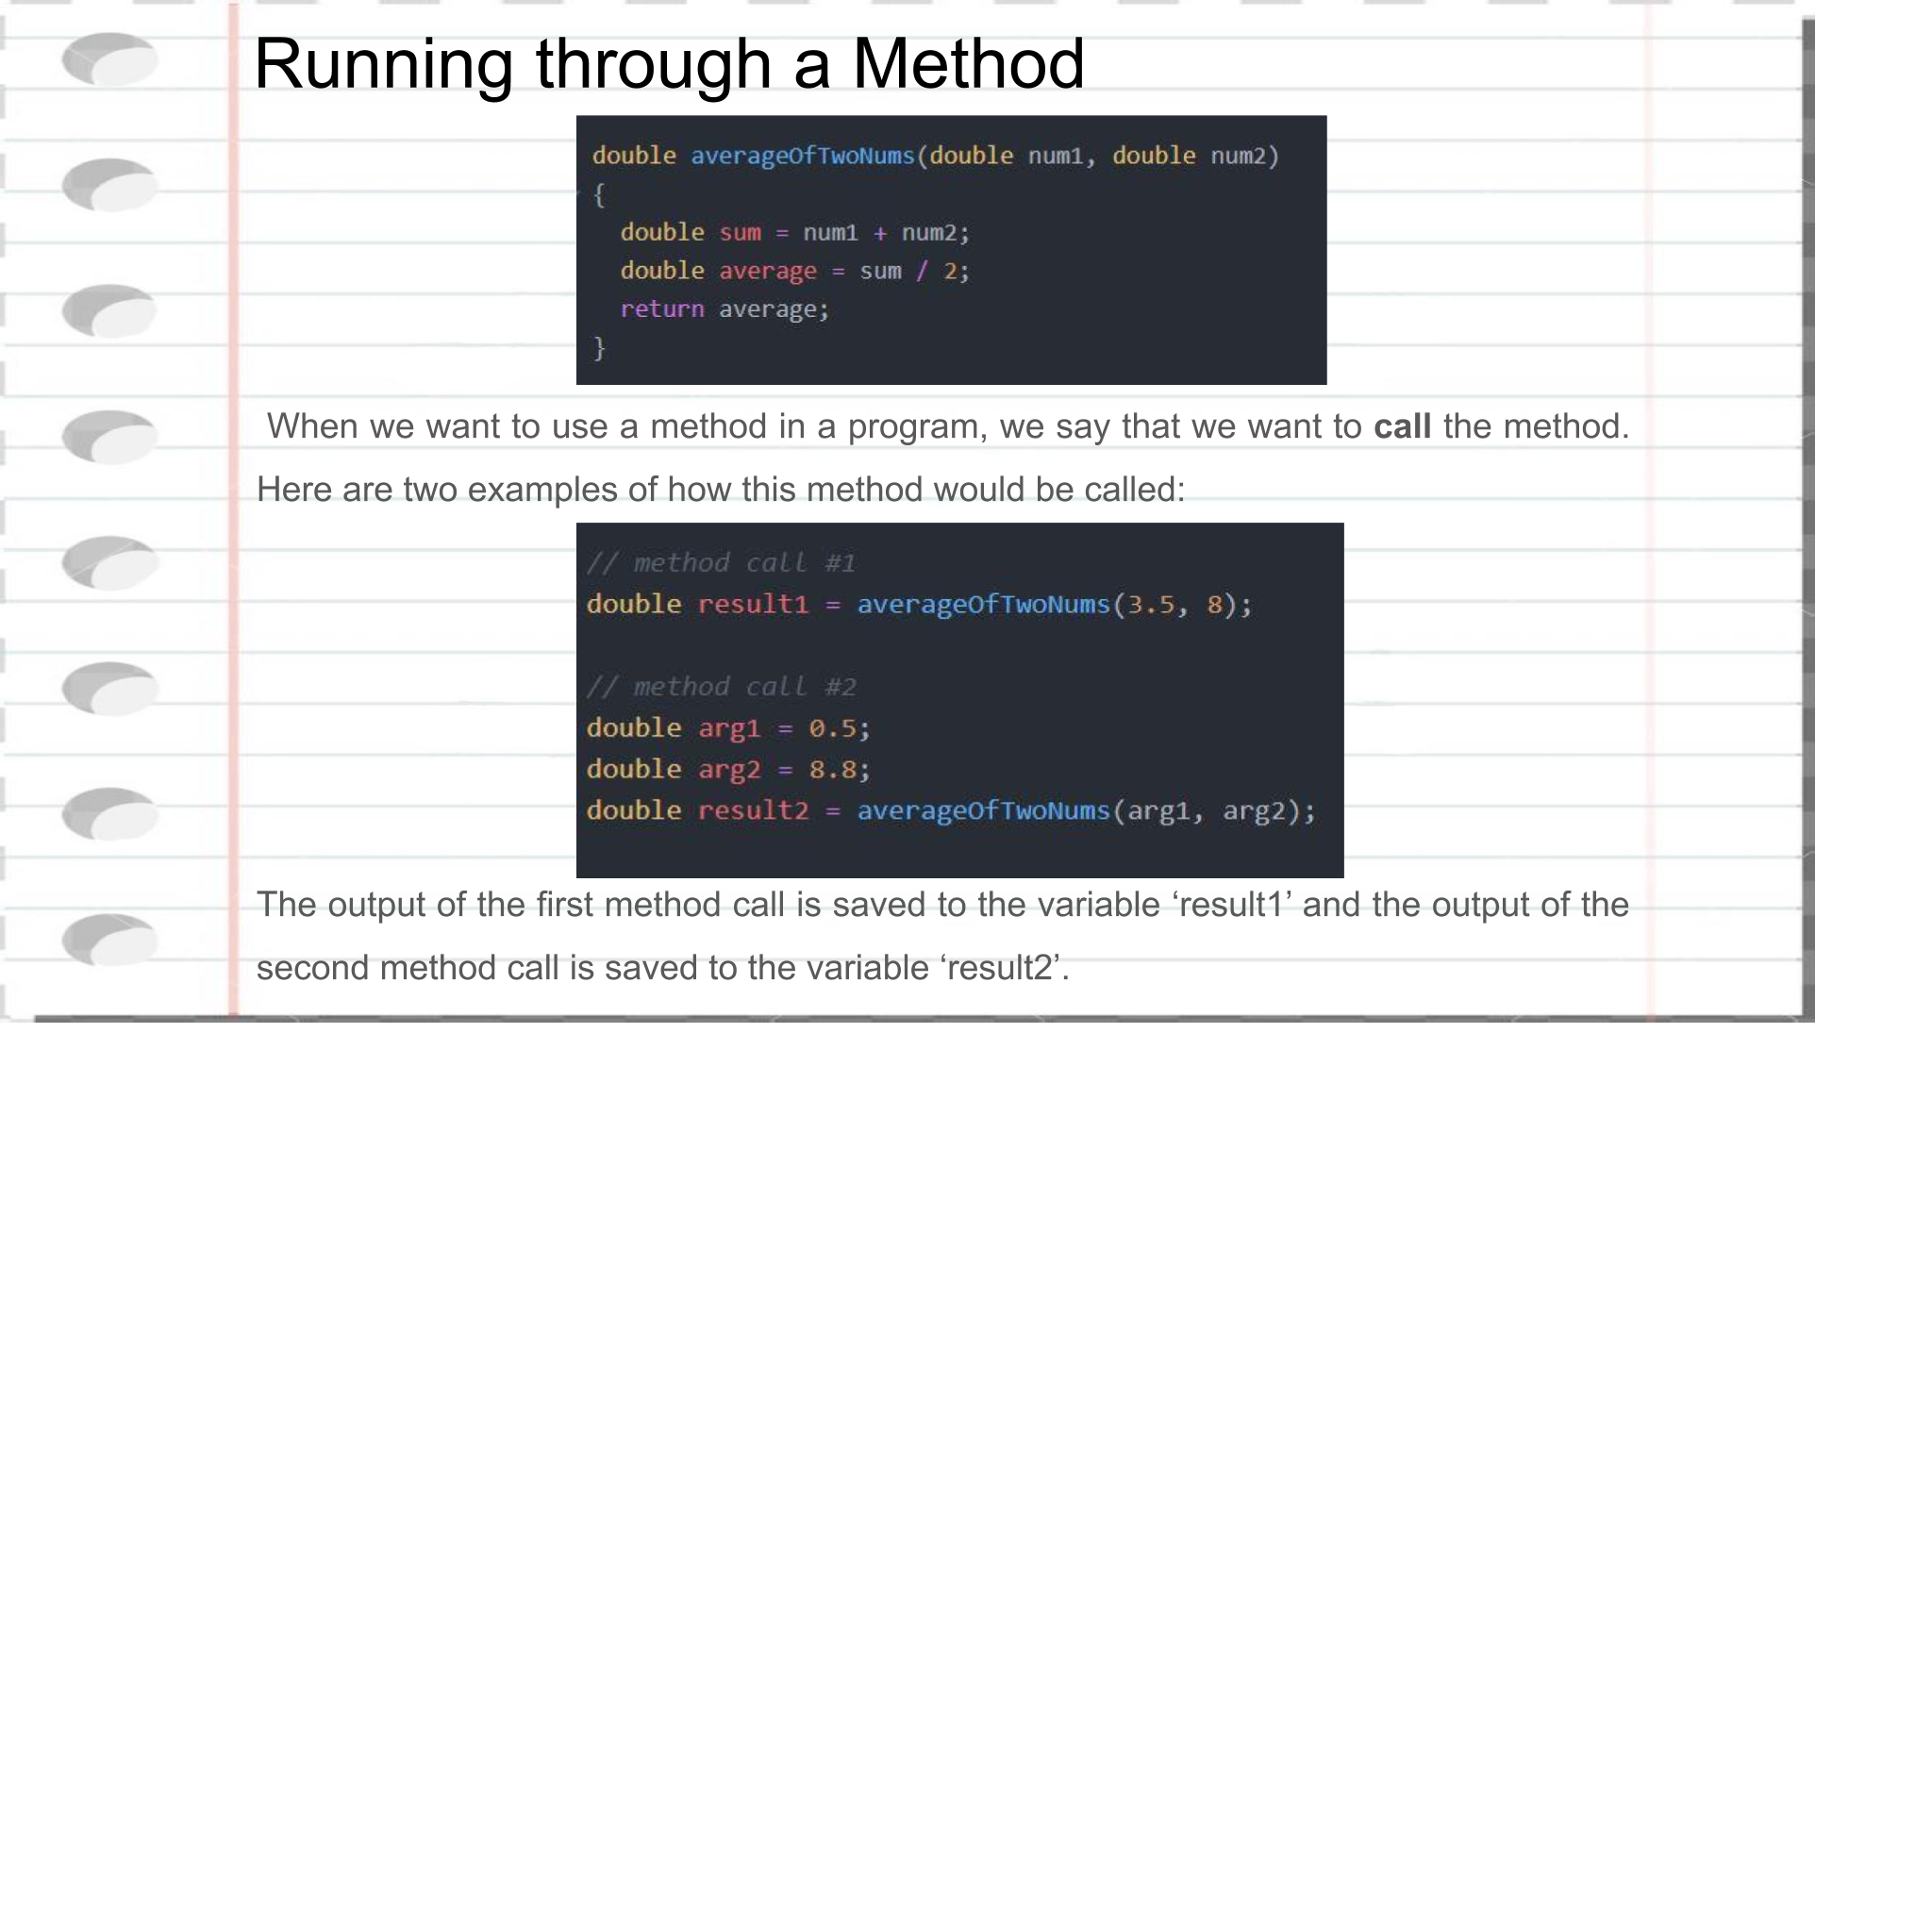 Running through a Method
double averageOfTwoNums(double num1, double num2)
{
  double sum = num1 + num2;
  double average = sum / 2;
  return average;
}
When we want to use a method in a program, we say that we want to call the method.
Here are two examples of how this method would be called:
// method call #1
double result1 = averageOfTwoNums(3.5, 8);
// method call #2
double arg1 = 0.5;
double arg2 = 8.8;
double result2 = averageOfTwoNums(arg1, arg2);
The output of the first method call is saved to the variable ‘result1’ and the output of the
second method call is saved to the variable ‘result2’.